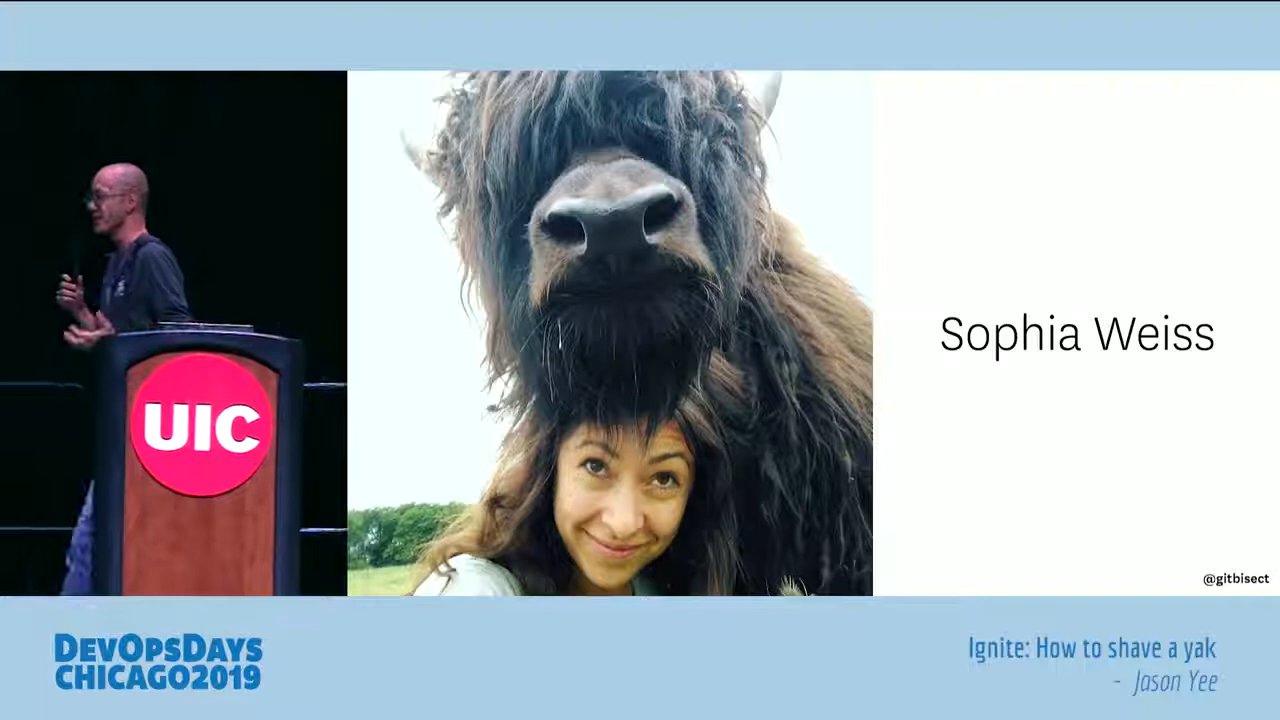 UIC
Sophia Weiss
@gitbisect
DEVOPSDAYS
CHICAGO2019
Ignite: How to shave a yak
- Jason Yee